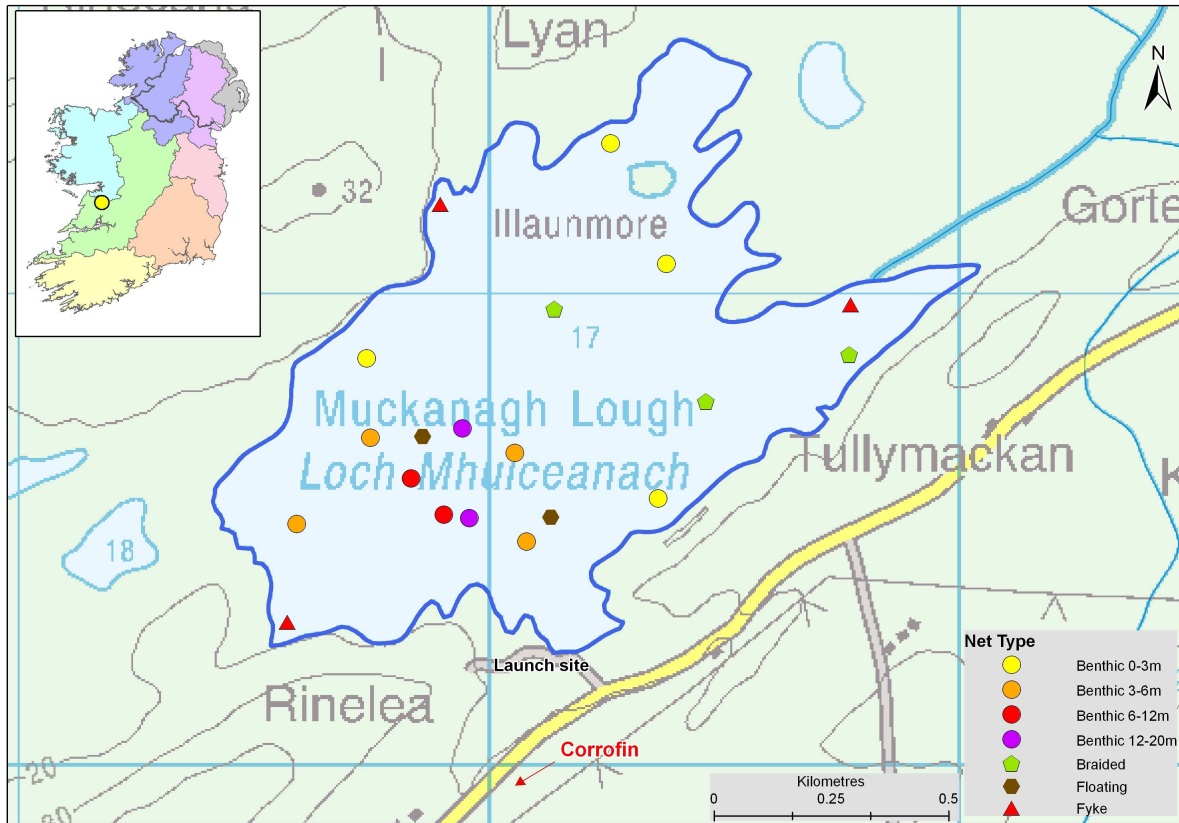 Lyan
N
32
Illaunmore
Gorte
17
Muckanagh Lough
Loch Mhuiceanach
Tullymackan
K
18
Launch site
Rinelea
Corrofin
20
Net Type
Benthic 0-3m
Benthic 3-6m
Benthic 6-12m
Benthic 12-20m
Braided
Floating
Fyke
Kilometres
0 0.25 0.5